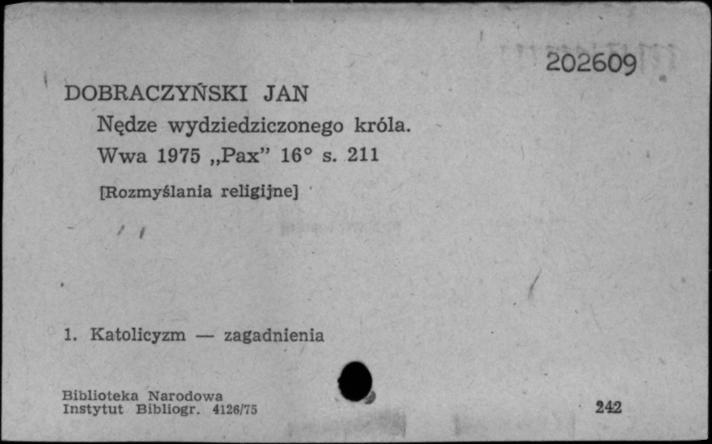 202609
DOBRACZYŃSKI JAN
Nędze wydziedziczonego króla.
Wwa 1975 „Pax” 16° s. 211
[Rozmyślania religijne]
1. Katolicyzm — zagadnienia
Biblioteka Narodowa
Instytut Bibliogr. 4126/75
242